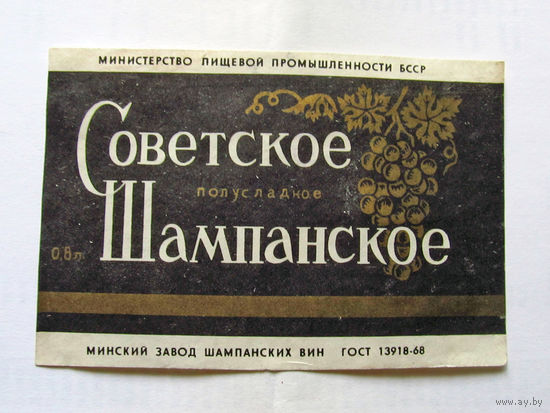 МИНИСТЕРСТВО ПИЩЕВОЙ ПРОМЫШЛЕННОСТИ БССР
Советское
полусладкое
Шампанское
0,8л
МИНСКИЙ ЗАВОД ШАМПАНСКИХ ВИН ГОСТ 13918-68
© www.ay.by